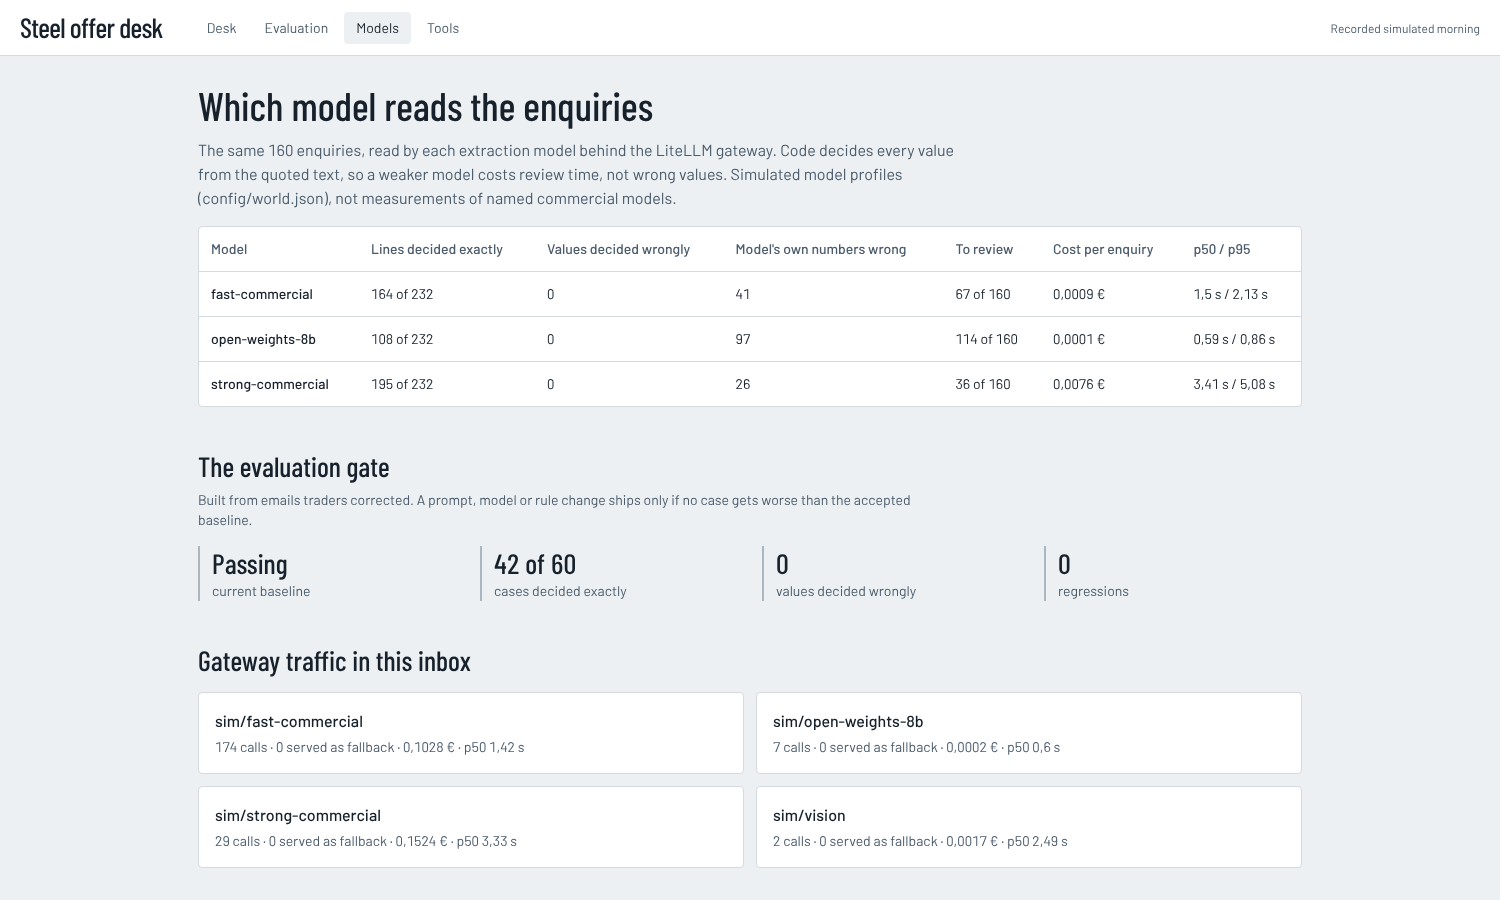 Steel offer desk
Desk
Evaluation
Models
Tools
Recorded simulated morning
Which model reads the enquiries
The same 160 enquiries, read by each extraction model behind the LiteLLM gateway. Code decides every value
from the quoted text, so a weaker model costs review time, not wrong values. Simulated model profiles
(config/world.json), not measurements of named commercial models.
Model Lines decided exactly Values decided wrongly Model's own numbers wrong To review Cost per enquiry p50 / p95
fast-commercial 164 of 232 0 41 67 of 160 0,0009 € 1,5 s / 2,13 s
open-weights-8b 108 of 232 0 97 114 of 160 0,0001 € 0,59 s / 0,86 s
strong-commercial 195 of 232 0 26 36 of 160 0,0076 € 3,41 s / 5,08 s
The evaluation gate
Built from emails traders corrected. A prompt, model or rule change ships only if no case gets worse than the accepted
baseline.
Passing
current baseline
42 of 60
cases decided exactly
0
values decided wrongly
0
regressions
Gateway traffic in this inbox
sim/fast-commercial
174 calls · 0 served as fallback · 0,1028 € · p50 1,42 s
sim/open-weights-8b
7 calls · 0 served as fallback · 0,0002 € · p50 0,6 s
sim/strong-commercial
29 calls · 0 served as fallback · 0,1524 € · p50 3,33 s
sim/vision
2 calls · 0 served as fallback · 0,0017 € · p50 2,49 s